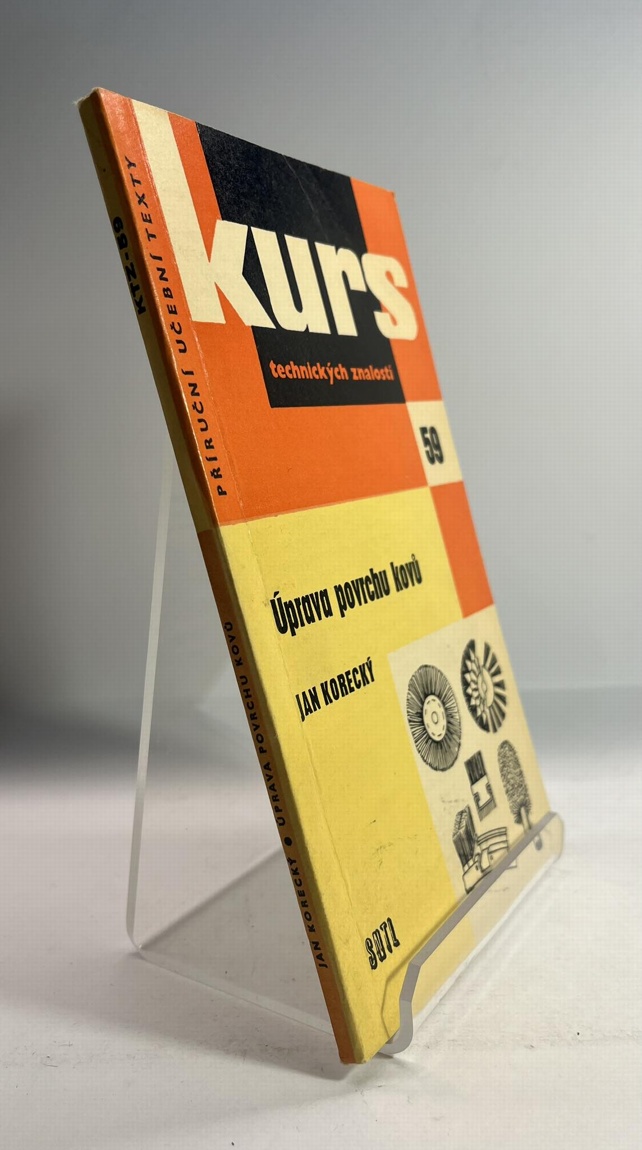 kurs
technických znalostí
59
Úprava povrchu kovů
JAN KORECKÝ
SNTL
PŘÍRUČNÍ UČEBNÍ TEXTY
KTZ-59
JAN KORECKÝ ● ÚPRAVA POVRCHU KOVŮ